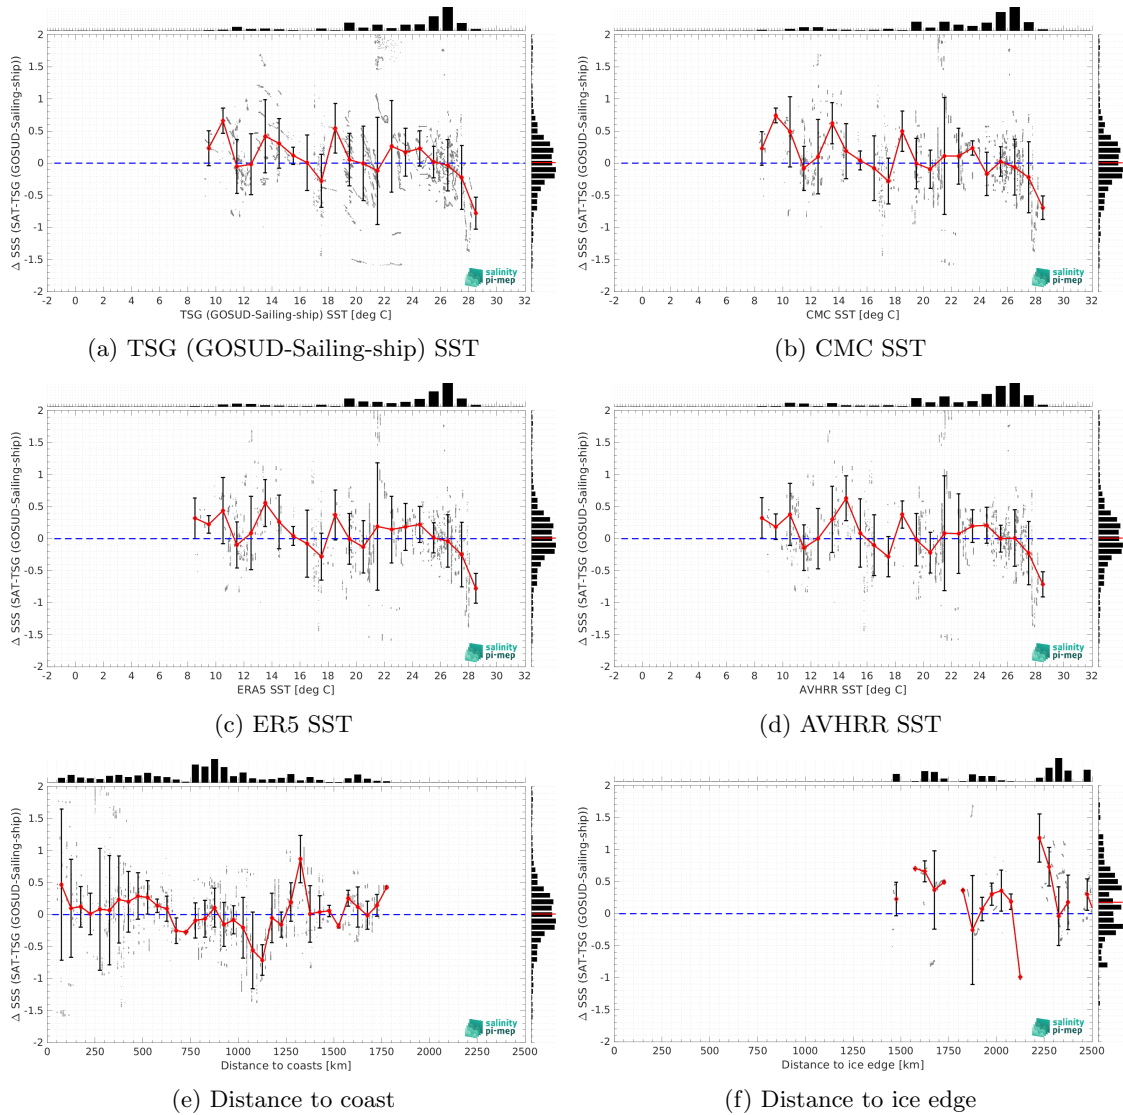 2
1.5
1
0.5
0
-0.5
-1
-1.5
-2
Δ SSS (SAT-TSG (GOSUD-Sailing-ship))
-2 0 2 4 6 8 10 12 14 16 18 20 22 24 26 28 30 32
TSG (GOSUD-Sailing-ship) SST [deg C]
salinity
pi-mep
(a) TSG (GOSUD-Sailing-ship) SST
2
1.5
1
0.5
0
-0.5
-1
-1.5
-2
Δ SSS (SAT-TSG (GOSUD-Sailing-ship))
-2 0 2 4 6 8 10 12 14 16 18 20 22 24 26 28 30 32
CMC SST [deg C]
salinity
pi-mep
(b) CMC SST
2
1.5
1
0.5
0
-0.5
-1
-1.5
-2
Δ SSS (SAT-TSG (GOSUD-Sailing-ship))
-2 0 2 4 6 8 10 12 14 16 18 20 22 24 26 28 30 32
ERA5 SST [deg C]
salinity
pi-mep
(c) ER5 SST
2
1.5
1
0.5
0
-0.5
-1
-1.5
-2
Δ SSS (SAT-TSG (GOSUD-Sailing-ship))
-2 0 2 4 6 8 10 12 14 16 18 20 22 24 26 28 30 32
AVHRR SST [deg C]
salinity
pi-mep
(d) AVHRR SST
2
1.5
1
0.5
0
-0.5
-1
-1.5
-2
Δ SSS (SAT-TSG (GOSUD-Sailing-ship))
0 250 500 750 1000 1250 1500 1750 2000 2250 2500
Distance to coasts [km]
salinity
pi-mep
(e) Distance to coast
2
1.5
1
0.5
0
-0.5
-1
-1.5
-2
Δ SSS (SAT-TSG (GOSUD-Sailing-ship))
0 250 500 750 1000 1250 1500 1750 2000 2250 2500
Distance to ice edge [km]
salinity
pi-mep
(f) Distance to ice edge